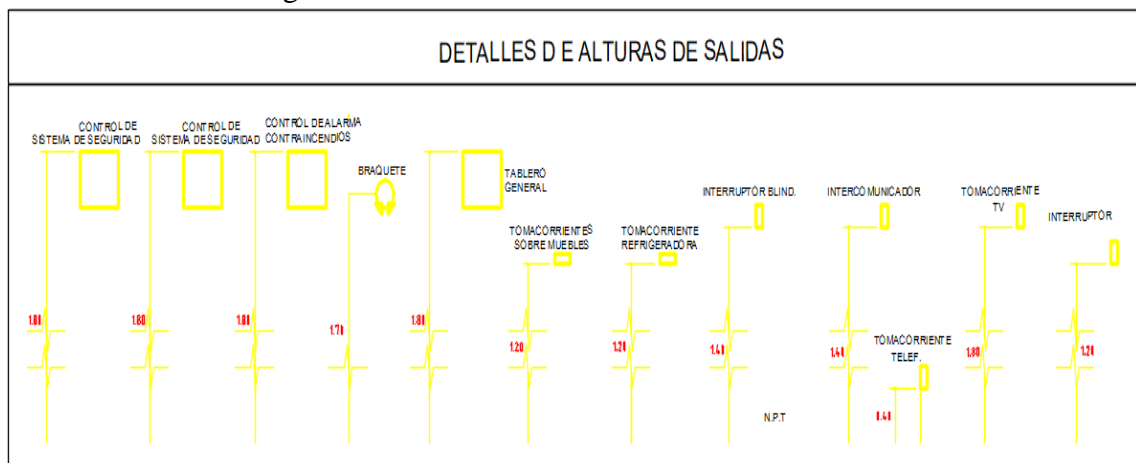 DETALLES D E ALTURAS DE SALIDAS
CONTROL DE
SISTEMA DE SEGURIDAD
CONTROL DE
SISTEMA DE SEGURIDAD
CONTROL DE ALARMA
CONTRAINCENDIOS
BRAQUETE
TABLERO
GENERAL
TOMACORRIENTES
SOBRE MUEBLES
TOMACORRIENTE
REFRIGERADORA
INTERRUPTOR BLIND.
INTERCOMUNICADOR
TOMACORRIENTE
TV
INTERRUPTOR
1.80
1.80
1.80
1.70
1.80
1.20
1.20
1.40
1.40
TOMACORRIENTE
TELEF.
1.80
1.20
N.P.T
0.40